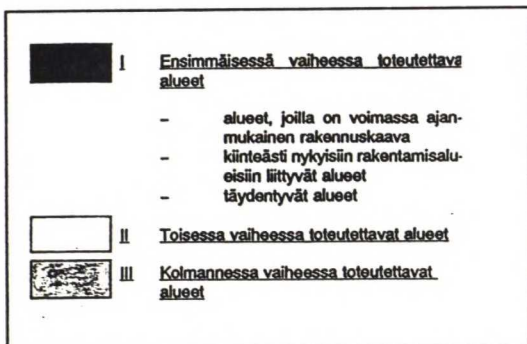 I Ensimmäisessä vaiheessa toteutettava
alueet
- alueet, joilla on voimassa ajan-
mukainen rakennuskaava
- kiinteästi nykyisiin rakentamisalu-
eisiin liittyvät alueet
- täydentyvät alueet
II Toisessa vaiheessa toteutettavat alueet
III Kolmannessa vaiheessa toteutettavat
alueet